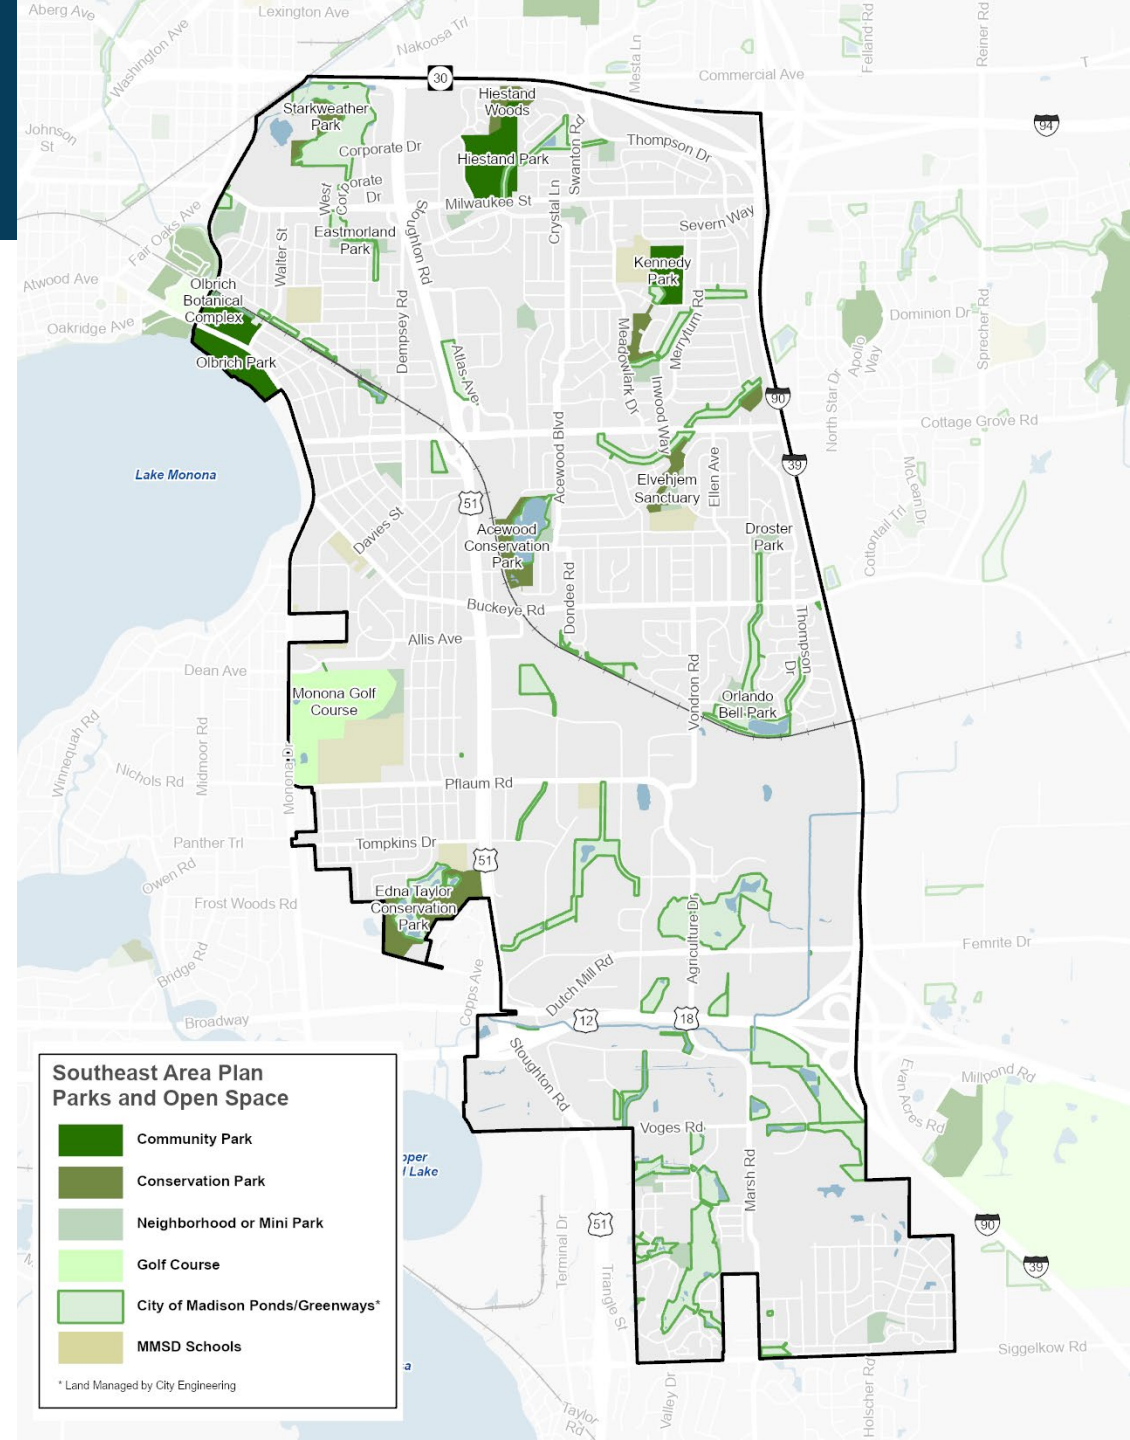 Aberg Ave
Lexington Ave
Washington Ave
Nakoosa Trl
Mesta Ln
Commercial Ave
Felland Rd
Reiner Rd
T
30
94
Johnson
St
Starkweather
Park
Hiestand
Woods
Corporate Dr
Hiestand Park
Swanton Rd
Thompson Dr
West
Corporate
Dr
Milwaukee St
Crystal Ln
Severn Way
Stoughton Rd
Fair Oaks Ave
Walter St
Eastmorland
Park
Kennedy
Park
Atwood Ave
Olbrich
Botanical
Complex
Oakridge Ave
Olbrich Park
Dempsey Rd
Atlas Ave
Meadowlark Dr
Merryturn Rd
Inwood Way
Dominion Dr
Apollo
Way
Sprecher Rd
North Star Dr
90
Cottage Grove Rd
39
Lake Monona
Acewood Blvd
Elvehjem
Sanctuary
Ellen Ave
McLean Dr
51
Davies St
Acewood
Conservation
Park
Droster
Park
Cottontail Trl
Buckeye Rd
Dondee Rd
Allis Ave
Thompson
Dr
Dean Ave
Vondron Rd
Monona Golf
Course
Orlando
Bell Park
Winnequah Rd
Midmoor Rd
Nichols Rd
Monona Dr
Pflaum Rd
Panther Trl
Tompkins Dr
51
Owen Rd
Edna Taylor
Conservation
Park
Frost Woods Rd
Agriculture Dr
Bridge Rd
Femrite Dr
Copps Ave
Dutch Mill Rd
Broadway
12
18
Stoughton Rd
Evan Acres Rd
Millpond Rd
Voges Rd
Marsh Rd
Lake
51
90
39
Terminal Dr
Triangle St
Siggelkow Rd
Taylor
Rd
Valley Dr
Holscher Rd
Southeast Area Plan
Parks and Open Space
Community Park
Conservation Park
Neighborhood or Mini Park
Golf Course
City of Madison Ponds/Greenways*
MMSD Schools
* Land Managed by City Engineering